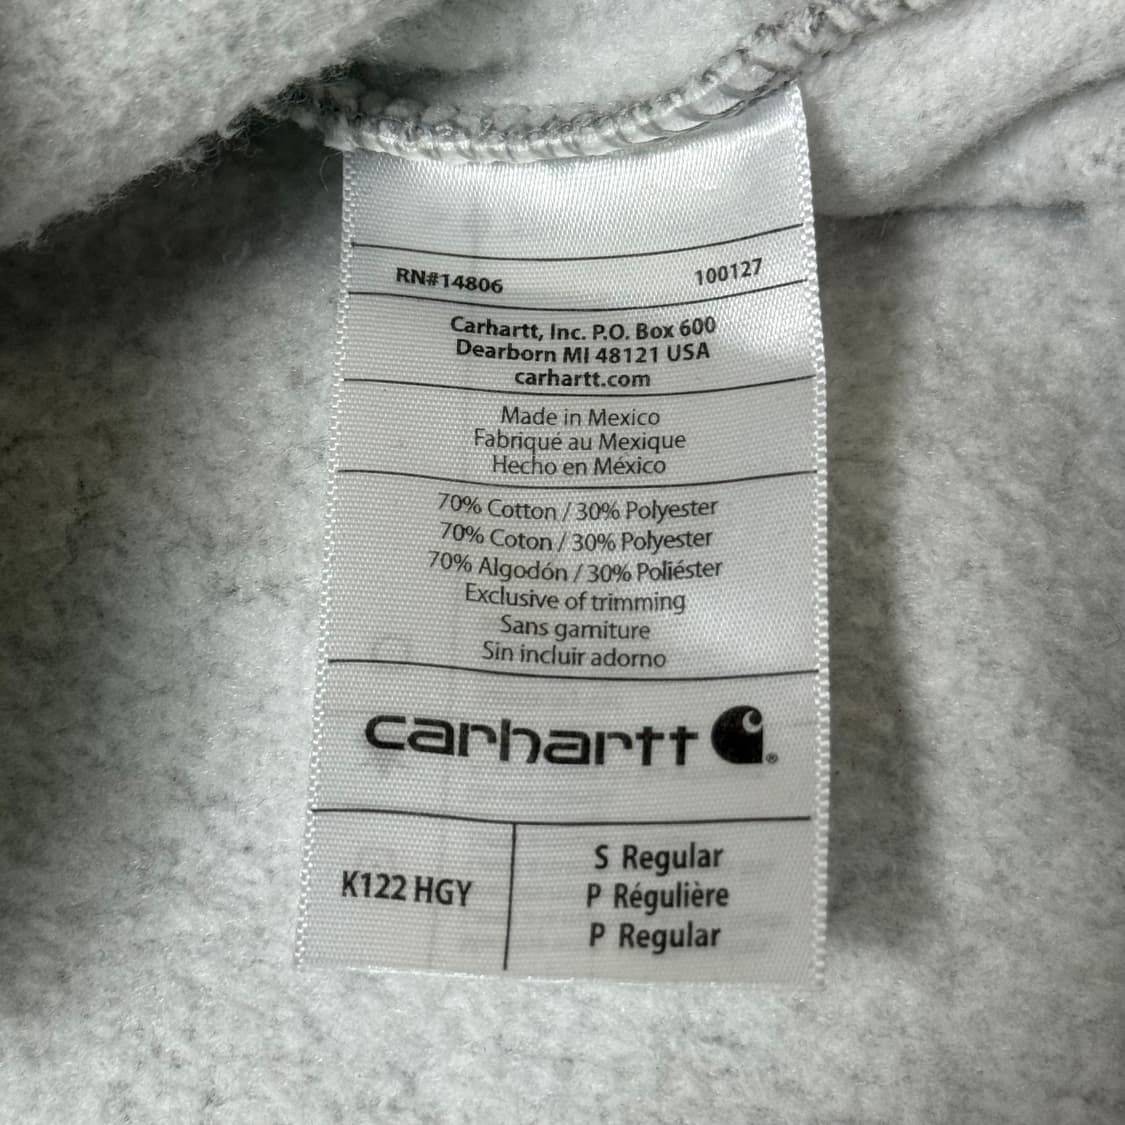 RN#14806 100127
Carhartt, Inc. P.O. Box 600
Dearborn MI 48121 USA
carhartt.com
Made in Mexico
Fabriqué au Mexique
Hecho en México
70% Cotton / 30% Polyester
70% Coton / 30% Polyester
70% Algodón / 30% Poliéster
Exclusive of trimming
Sans garniture
Sin incluir adorno
carhartt ®
K122 HGY
S Regular
P Régulière
P Regular